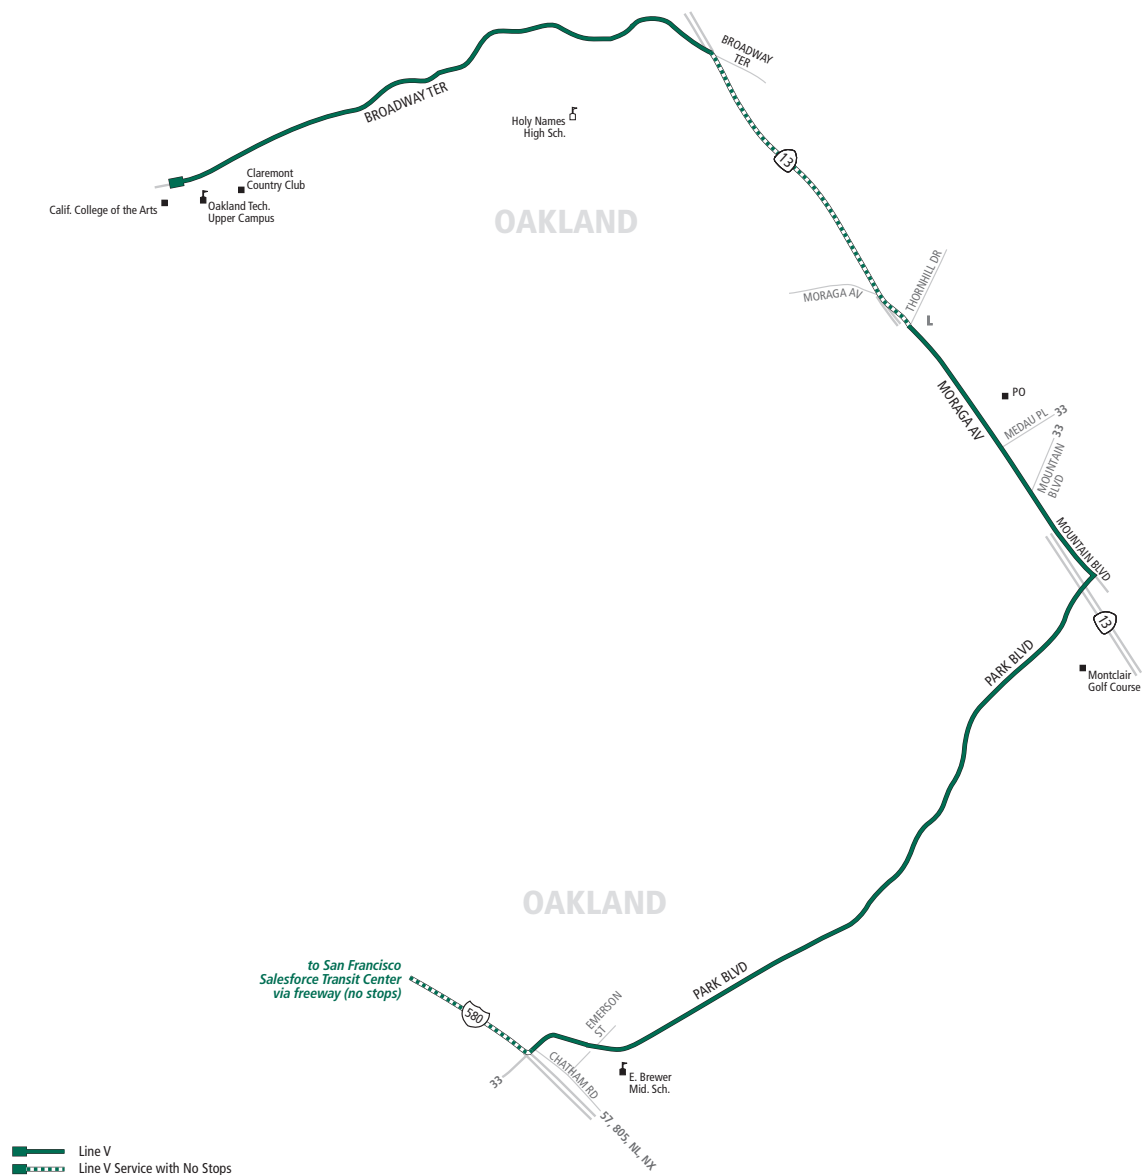 BROADWAY
TER
BROADWAY TER
Holy Names
High Sch.
13
Claremont
Country Club
Calif. College of the Arts
Oakland Tech.
Upper Campus
OAKLAND
THORNHILL DR
MORAGA AV
L
MORAGA AV
PO
MEDAU PL
33
33
MOUNTAIN
BLVD
MOUNTAIN BLVD
13
PARK BLVD
Montclair
Golf Course
OAKLAND
to San Francisco
Salesforce Transit Center
via freeway (no stops)
PARK BLVD
580
EMERSON
ST
CHATHAM RD
33
E. Brewer
Mid. Sch.
57, 805, NL, NX
Line V
Line V Service with No Stops